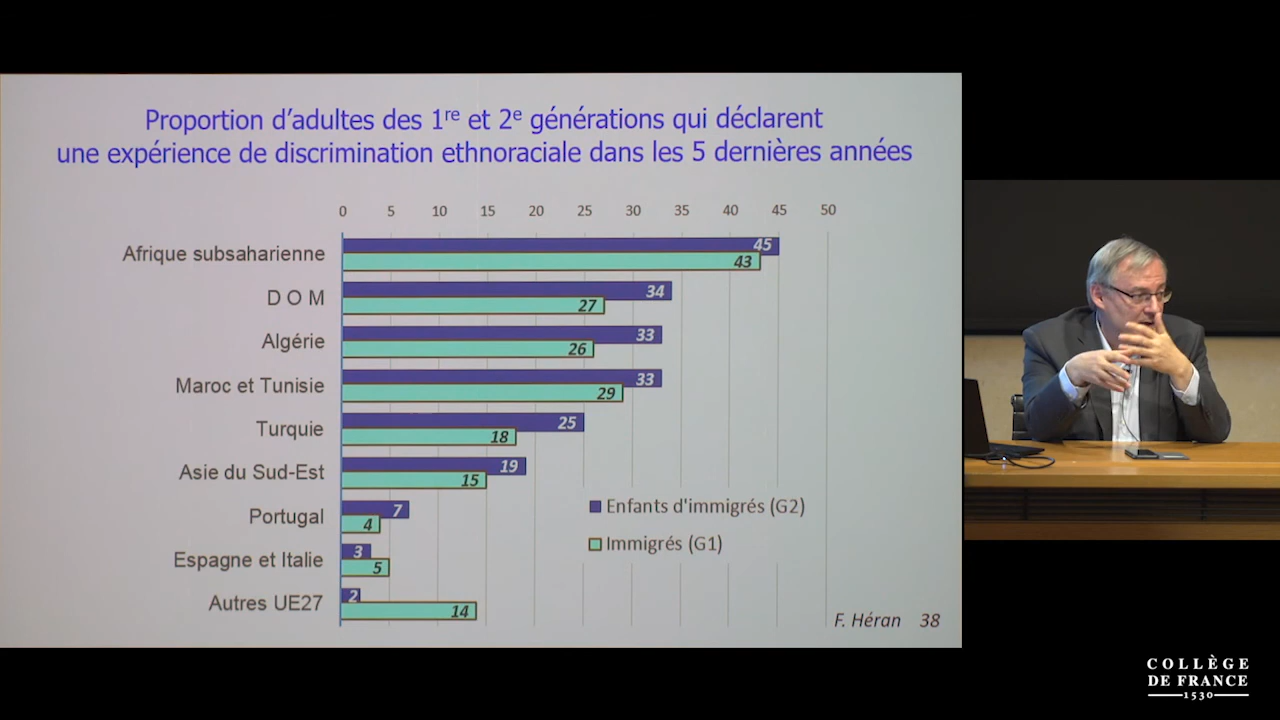 Proportion d'adultes des 1re et 2e générations qui déclarent
une expérience de discrimination ethnoraciale dans les 5 dernières années
0 5 10 15 20 25 30 35 40 45 50
Afrique subsaharienne 45
43
D O M 34
27
Algérie 33
26
Maroc et Tunisie 33
29
Turquie 25
18
Asie du Sud-Est 19
15
Portugal 7
4
Espagne et Italie 3
5
Autres UE27 2
14
Enfants d'immigrés (G2)
Immigrés (G1)
F. Héran 38
COLLÈGE
DE FRANCE
1530